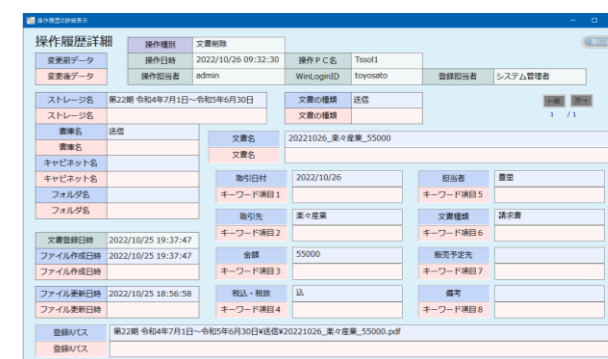 操作履歴の詳細表示
操作履歴詳細 操作種別 文書削除
変更前データ 操作日時 2022/10/26 09:32:30 操作PC名 Tssol1
変更後データ 操作担当者 admin WinLoginID toyosato 登録担当者 システム管理者
ストレージ名 第22期 令和4年7月1日~令和5年6月30日 文書の種類 送信
ストレージ名 文書の種類 1 /1
書庫名 送信
書庫名
文書名 20221026_楽々産業_55000
文書名
キャビネット名
キャビネット名 取引日付 2022/10/26 担当者 豊里
フォルダ名 キーワード項目1 キーワード項目5
フォルダ名 取引先 楽々産業 文書種類 請求書
キーワード項目2 キーワード項目6
文書登録日時 2022/10/25 19:37:47
ファイル作成日時 2022/10/25 19:37:47 金額 55000 販売予定先
ファイル作成日時 キーワード項目3 キーワード項目7
ファイル更新日時 2022/10/25 18:56:58 税込・税抜 込 備考
ファイル更新日時 キーワード項目4 キーワード項目8
登録パス 第22期 令和4年7月1日~令和5年6月30日¥送信¥20221026_楽々産業_55000.pdf
登録パス